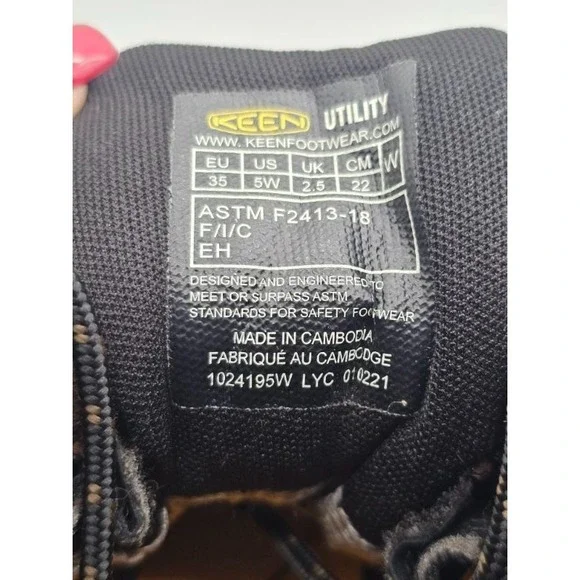 KEEN UTILITY
WWW.KEENFOOTWEAR.COM
EU US UK CM W
35 5W 2.5 22
ASTM F2413-18
F/I/C
EH
DESIGNED AND ENGINEERED TO
MEET OR SURPASS ASTM
STANDARDS FOR SAFETY FOOTWEAR
MADE IN CAMBODIA
FABRIQUÉ AU CAMBODGE
1024195W LYC 010221